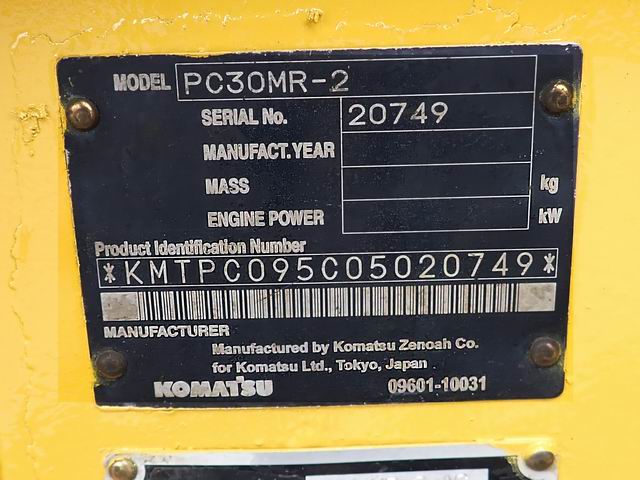 MODEL PC30MR-2
SERIAL No. 20749
MANUFACT.YEAR
MASS kg
ENGINE POWER kW
Product Identification Number
*KMTPC095C05020749*
MANUFACTURER
Manufactured by Komatsu Zenoah Co.
for Komatsu Ltd., Tokyo, Japan
KOMATSU 09601-10031